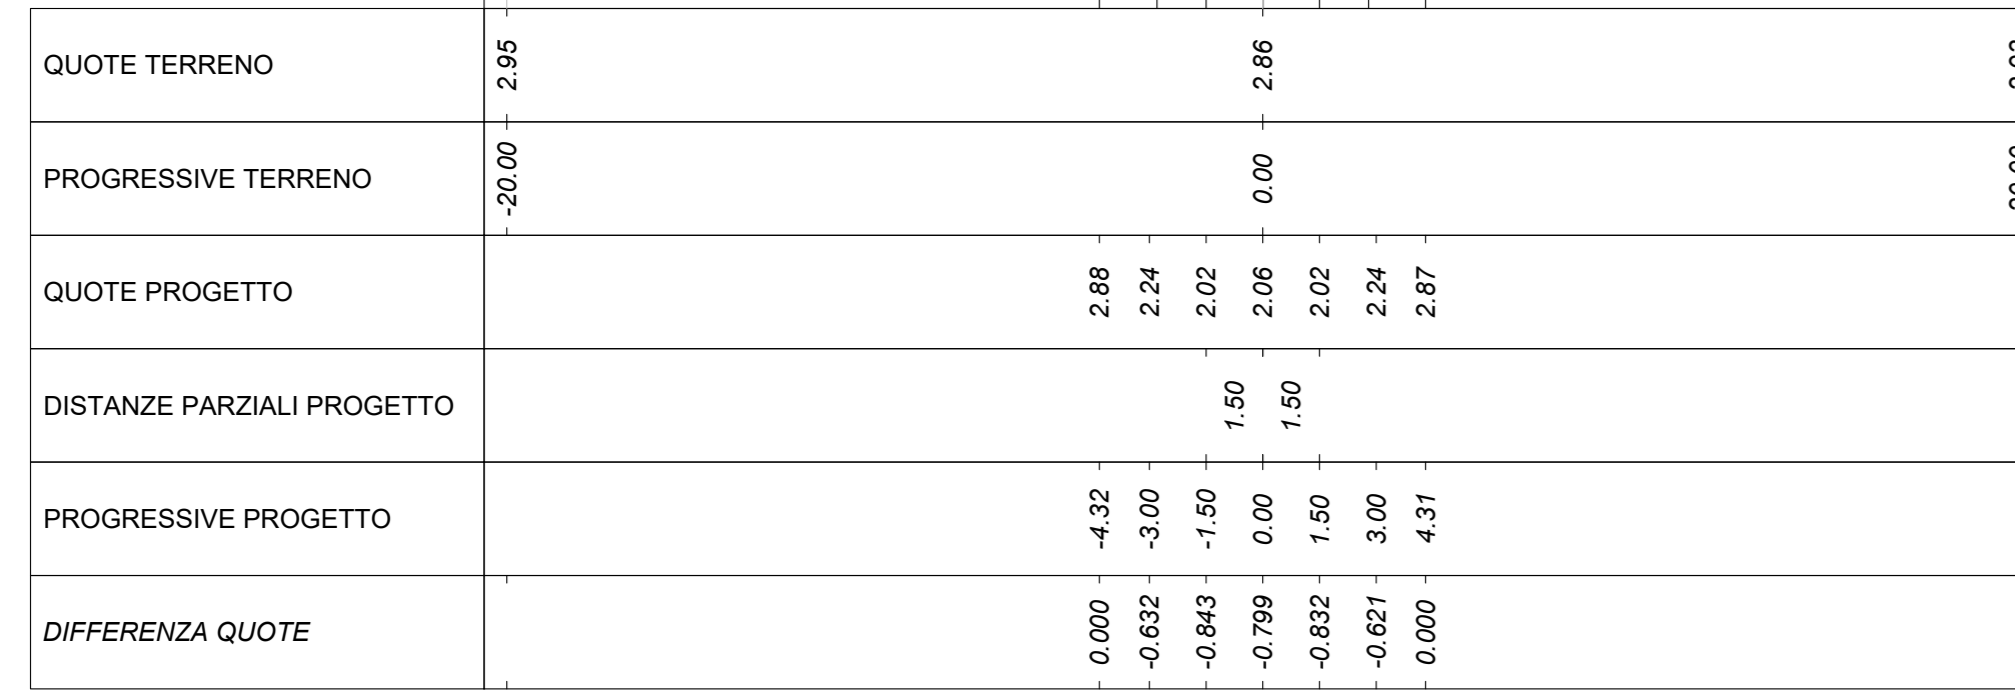 QUOTE TERRENO 2.95 2.86
PROGRESSIVE TERRENO -20.00 0.00
QUOTE PROGETTO 2.88 2.24 2.02 2.06 2.02 2.24 2.87
DISTANZE PARZIALI PROGETTO 1.50 1.50
PROGRESSIVE PROGETTO -4.32 -3.00 -1.50 0.00 1.50 3.00 4.31
DIFFERENZA QUOTE 0.000 -0.632 -0.843 -0.799 -0.832 -0.621 0.000